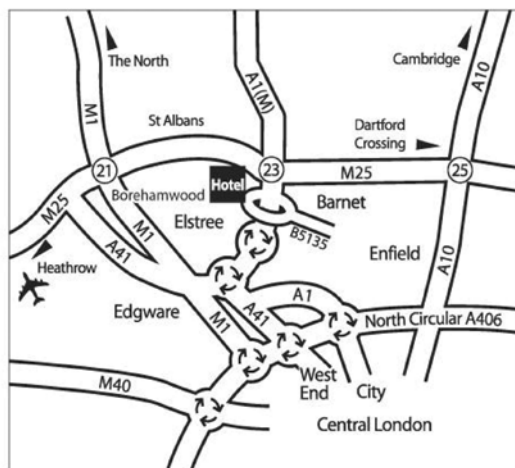 The North
Cambridge
M1
A1(M)
A10
St Albans
Dartford
Crossing
21
23
25
M25
Hotel
Borehamwood
M25
M1
Elstree
Barnet
B5135
A41
Heathrow
Enfield
A10
Edgware
A1
M1
A41
North Circular A406
M40
West
End
City
Central London